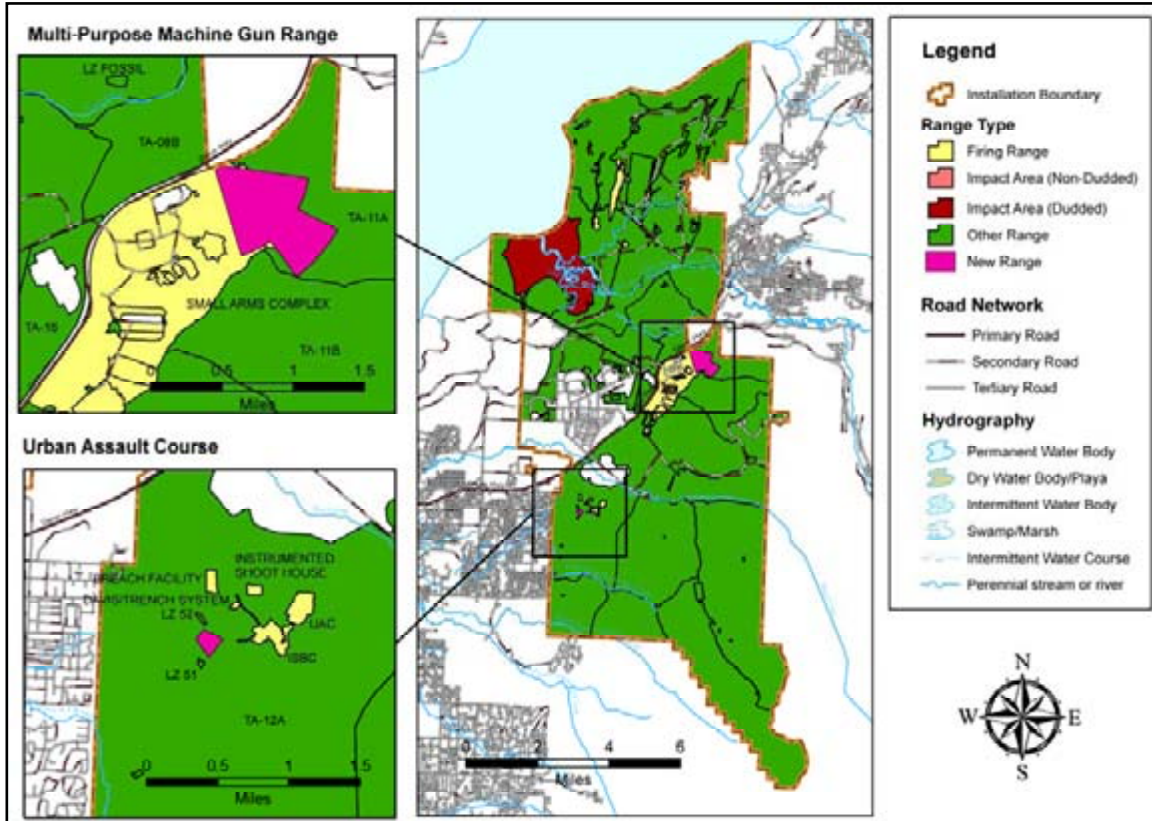 Multi-Purpose Machine Gun Range
LZ FOSSIL
TA-11A
SMALL ARMS COMPLEX
TA-11B
0 0.5 1 1.5
Miles
Urban Assault Course
INSTRUMENTED
SHOOT HOUSE
BREACH FACILITY
LZ 52
UAC
ISBC
LZ 51
TA-12A
0 0.5 1 1.5
Miles
0 2 4 6
Miles
Legend
Installation Boundary
Range Type
Firing Range
Impact Area (Non-Dudded)
Impact Area (Dudded)
Other Range
New Range
Road Network
Primary Road
Secondary Road
Tertiary Road
Hydrography
Permanent Water Body
Dry Water Body/Playa
Intermittent Water Body
Swamp/Marsh
Intermittent Water Course
Perennial stream or river
N
W E
S